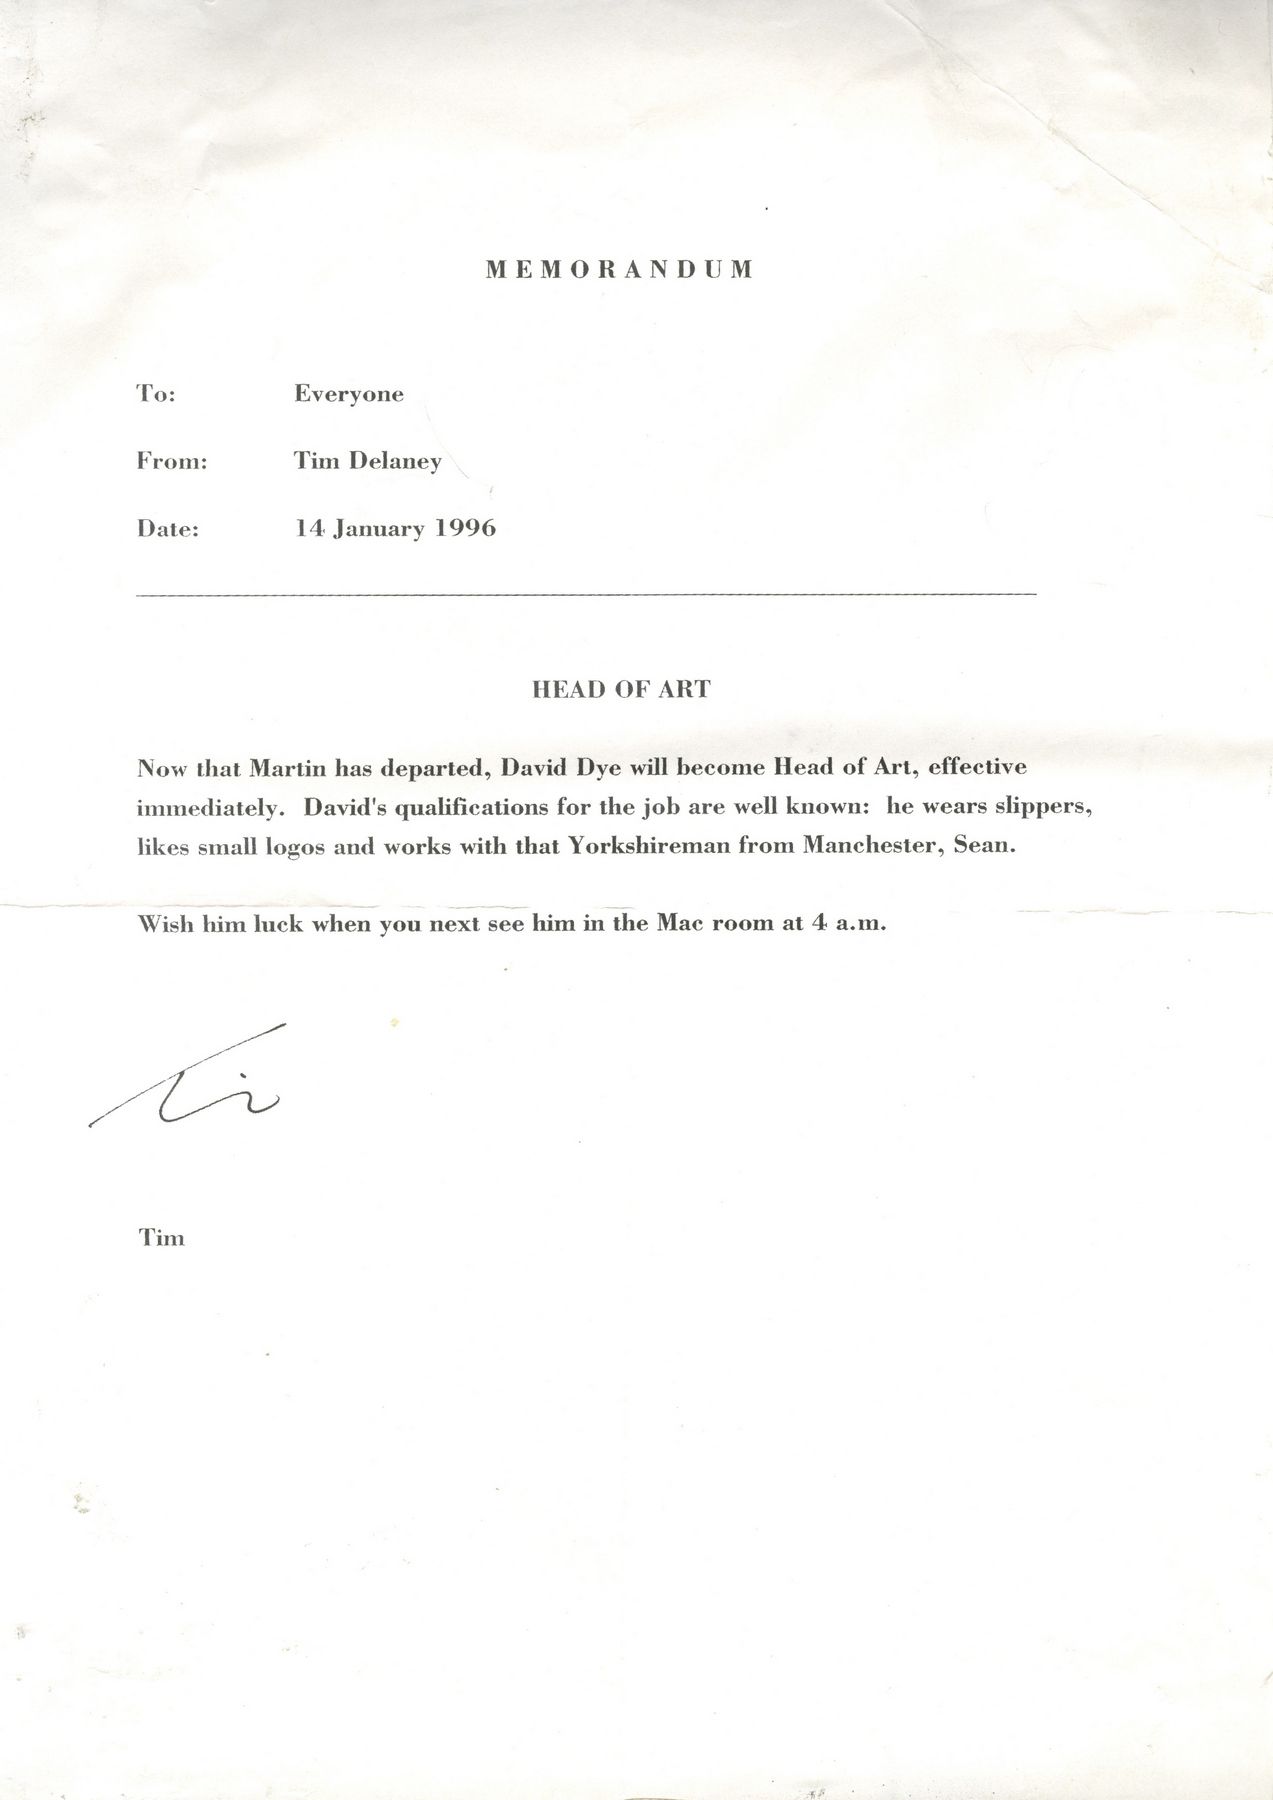 MEMORANDUM
To: Everyone
From: Tim Delaney
Date: 14 January 1996
HEAD OF ART
Now that Martin has departed, David Dye will become Head of Art, effective
immediately. David's qualifications for the job are well known: he wears slippers,
likes small logos and works with that Yorkshireman from Manchester, Sean.
Wish him luck when you next see him in the Mac room at 4 a.m.
Tim
Tim